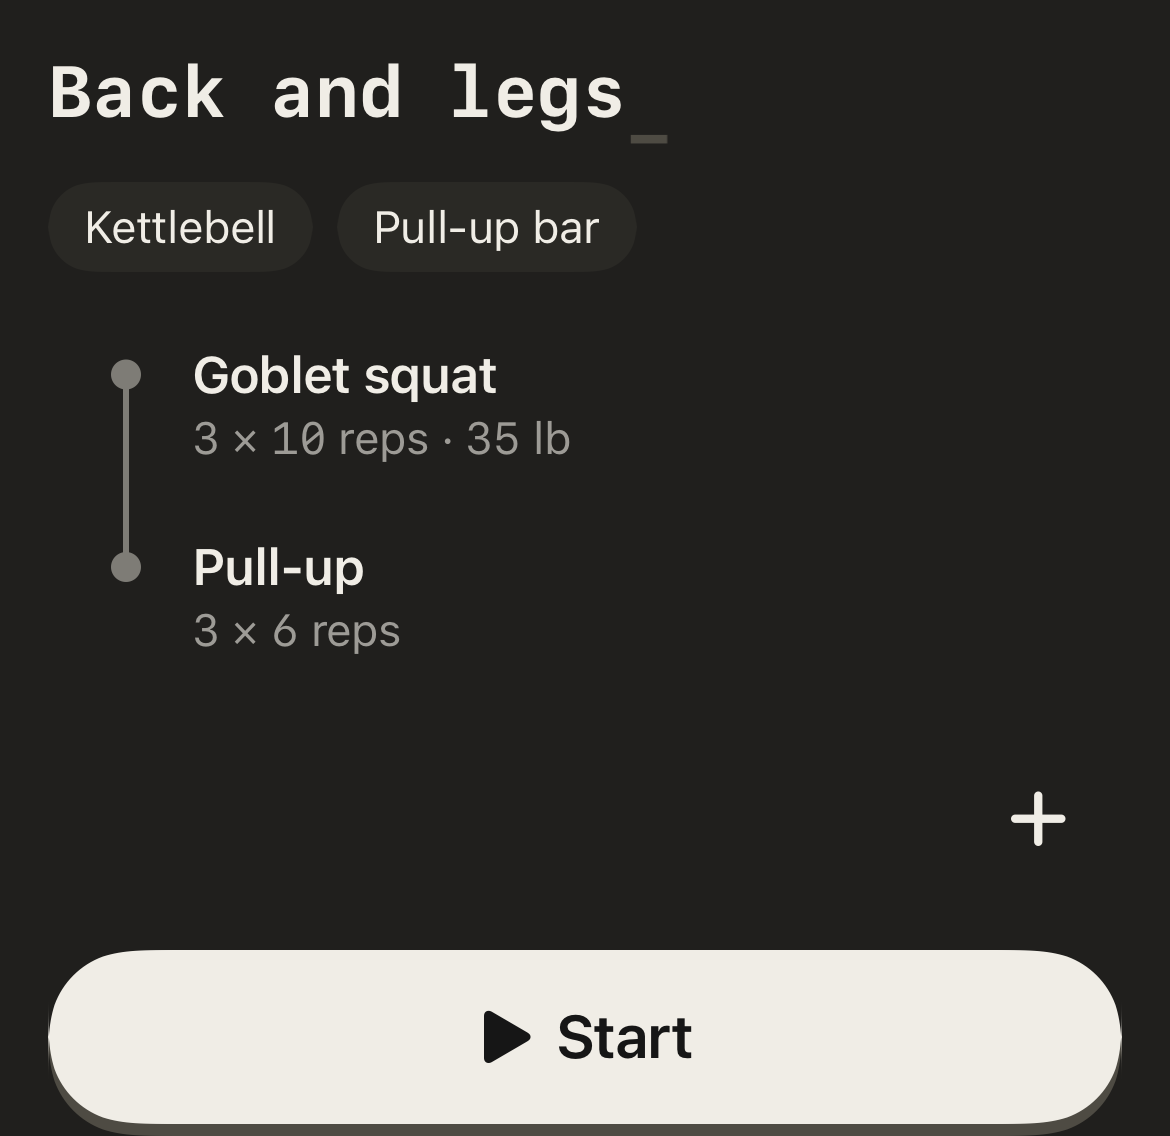 Back and legs_
Kettlebell
Pull-up bar
Goblet squat
3 × 10 reps · 35 lb
Pull-up
3 × 6 reps
+
Start